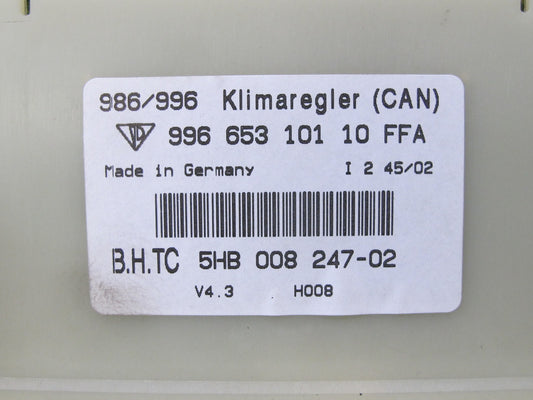 986/996 Klimaregler (CAN)
996 653 101 10 FFA
Made in Germany I 2 45/02
B.H.TC 5HB 008 247-02
V4.3 H008